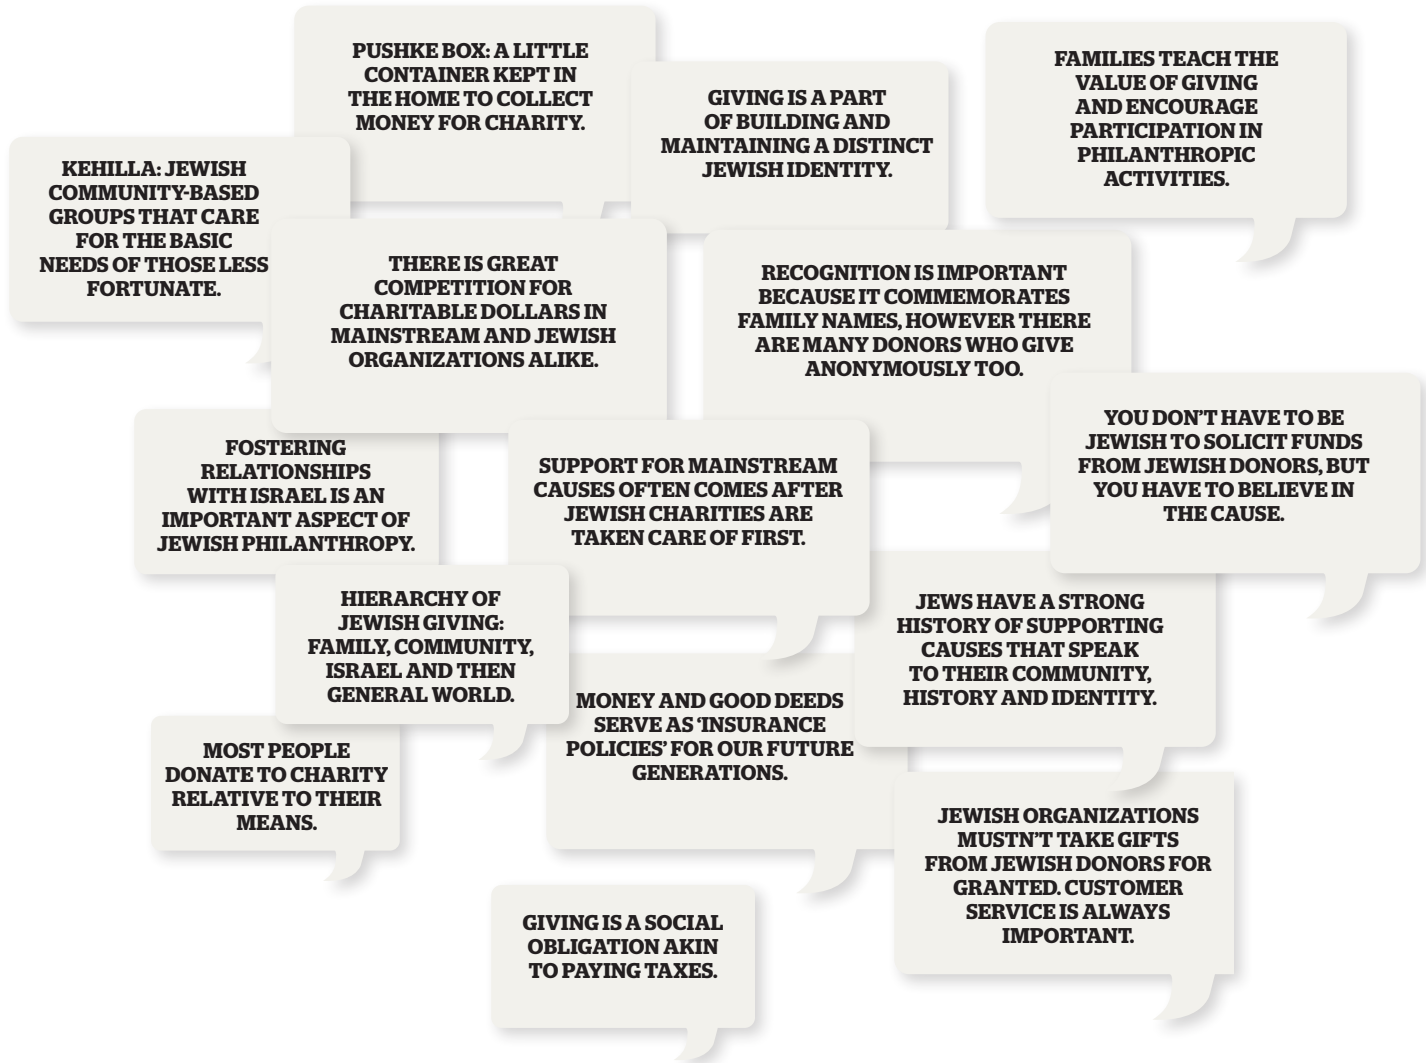 PUSHKE BOX: A LITTLE
CONTAINER KEPT IN
THE HOME TO COLLECT
MONEY FOR CHARITY.
GIVING IS A PART
OF BUILDING AND
MAINTAINING A DISTINCT
JEWISH IDENTITY.
FAMILIES TEACH THE
VALUE OF GIVING
AND ENCOURAGE
PARTICIPATION IN
PHILANTHROPIC
ACTIVITIES.
KEHILLA: JEWISH
COMMUNITY-BASED
GROUPS THAT CARE
FOR THE BASIC
NEEDS OF THOSE LESS
FORTUNATE.
THERE IS GREAT
COMPETITION FOR
CHARITABLE DOLLARS IN
MAINSTREAM AND JEWISH
ORGANIZATIONS ALIKE.
RECOGNITION IS IMPORTANT
BECAUSE IT COMMEMORATES
FAMILY NAMES, HOWEVER THERE
ARE MANY DONORS WHO GIVE
ANONYMOUSLY TOO.
YOU DON’T HAVE TO BE
JEWISH TO SOLICIT FUNDS
FROM JEWISH DONORS, BUT
YOU HAVE TO BELIEVE IN
THE CAUSE.
FOSTERING
RELATIONSHIPS
WITH ISRAEL IS AN
IMPORTANT ASPECT OF
JEWISH PHILANTHROPY.
SUPPORT FOR MAINSTREAM
CAUSES OFTEN COMES AFTER
JEWISH CHARITIES ARE
TAKEN CARE OF FIRST.
HIERARCHY OF
JEWISH GIVING:
FAMILY, COMMUNITY,
ISRAEL AND THEN
GENERAL WORLD.
JEWS HAVE A STRONG
HISTORY OF SUPPORTING
CAUSES THAT SPEAK
TO THEIR COMMUNITY,
HISTORY AND IDENTITY.
MONEY AND GOOD DEEDS
SERVE AS ‘INSURANCE
POLICIES’ FOR OUR FUTURE
GENERATIONS.
MOST PEOPLE
DONATE TO CHARITY
RELATIVE TO THEIR
MEANS.
JEWISH ORGANIZATIONS
MUSTN’T TAKE GIFTS
FROM JEWISH DONORS FOR
GRANTED. CUSTOMER
SERVICE IS ALWAYS
IMPORTANT.
GIVING IS A SOCIAL
OBLIGATION AKIN
TO PAYING TAXES.